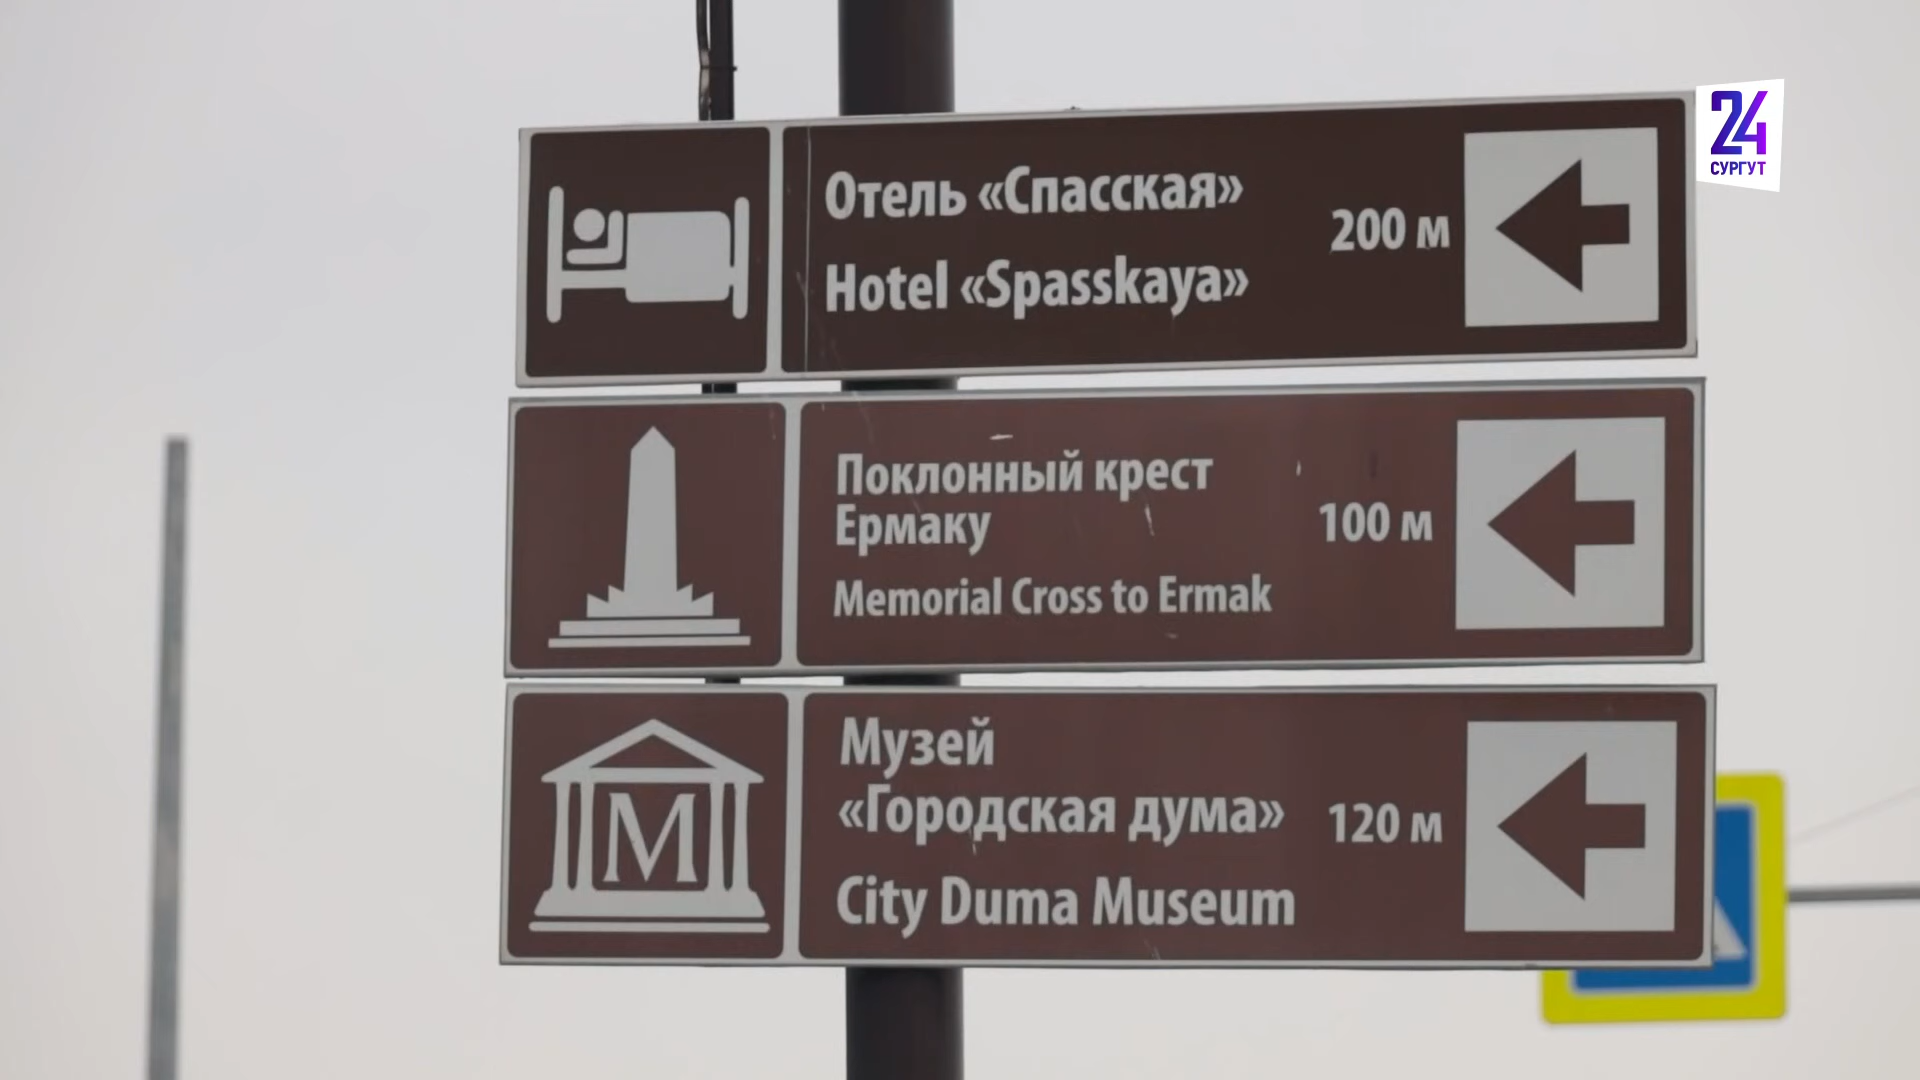 24
СУРГУТ
Отель «Спасская»
Hotel «Spasskaya»
200 м
Поклонный крест
Ермаку
Memorial Cross to Ermak
100 м
М
Музей
«Городская дума»
City Duma Museum
120 м